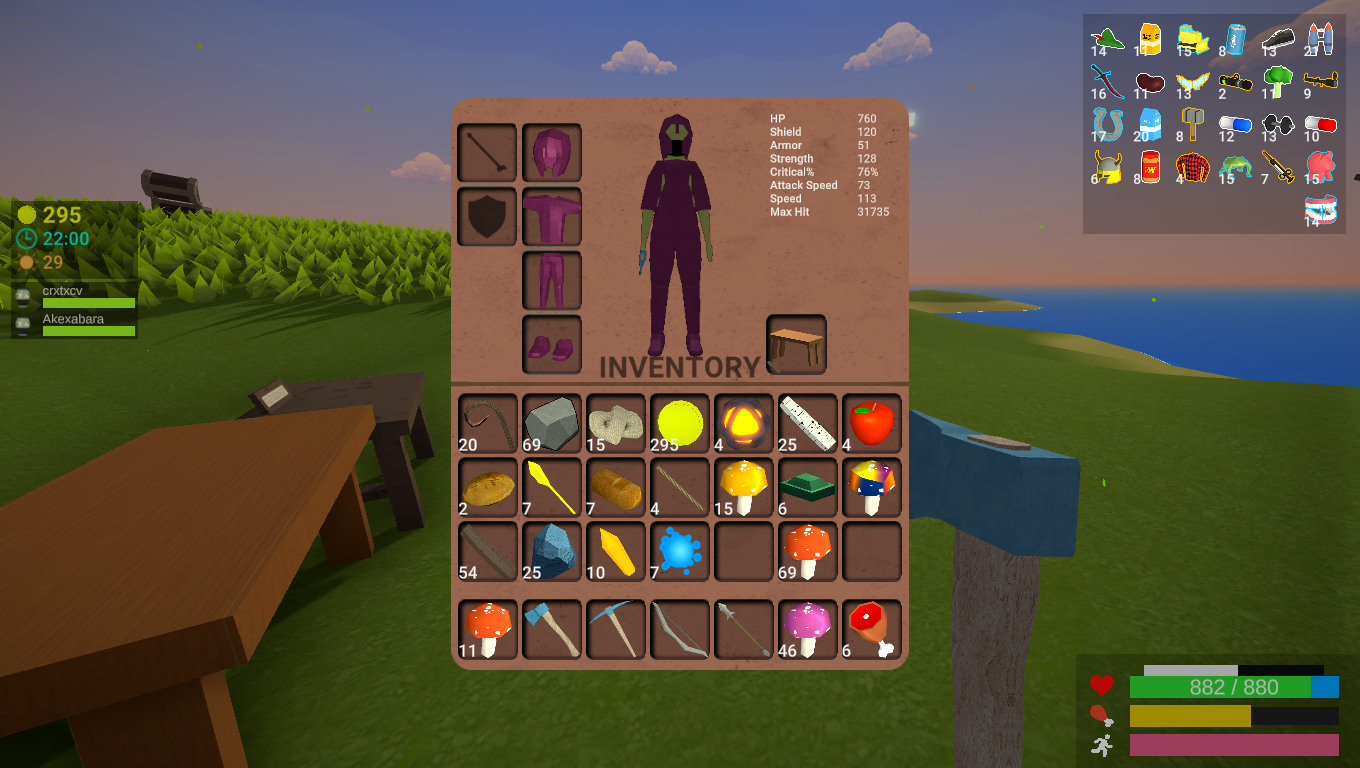 14 11 15 8 13 21
16 11 13 2 11 9
17 20 8 12 13 10
6 8 4 15 7 15
14
295
22:00
29
crxtxcv
Akexabara
HP 760
Shield 120
Armor 51
Strength 128
Critical% 76%
Attack Speed 73
Speed 113
Max Hit 31735
INVENTORY
20 69 15 295 4 25 4
2 7 7 4 15 6
54 25 10 7 69
11 46 6
882 / 880